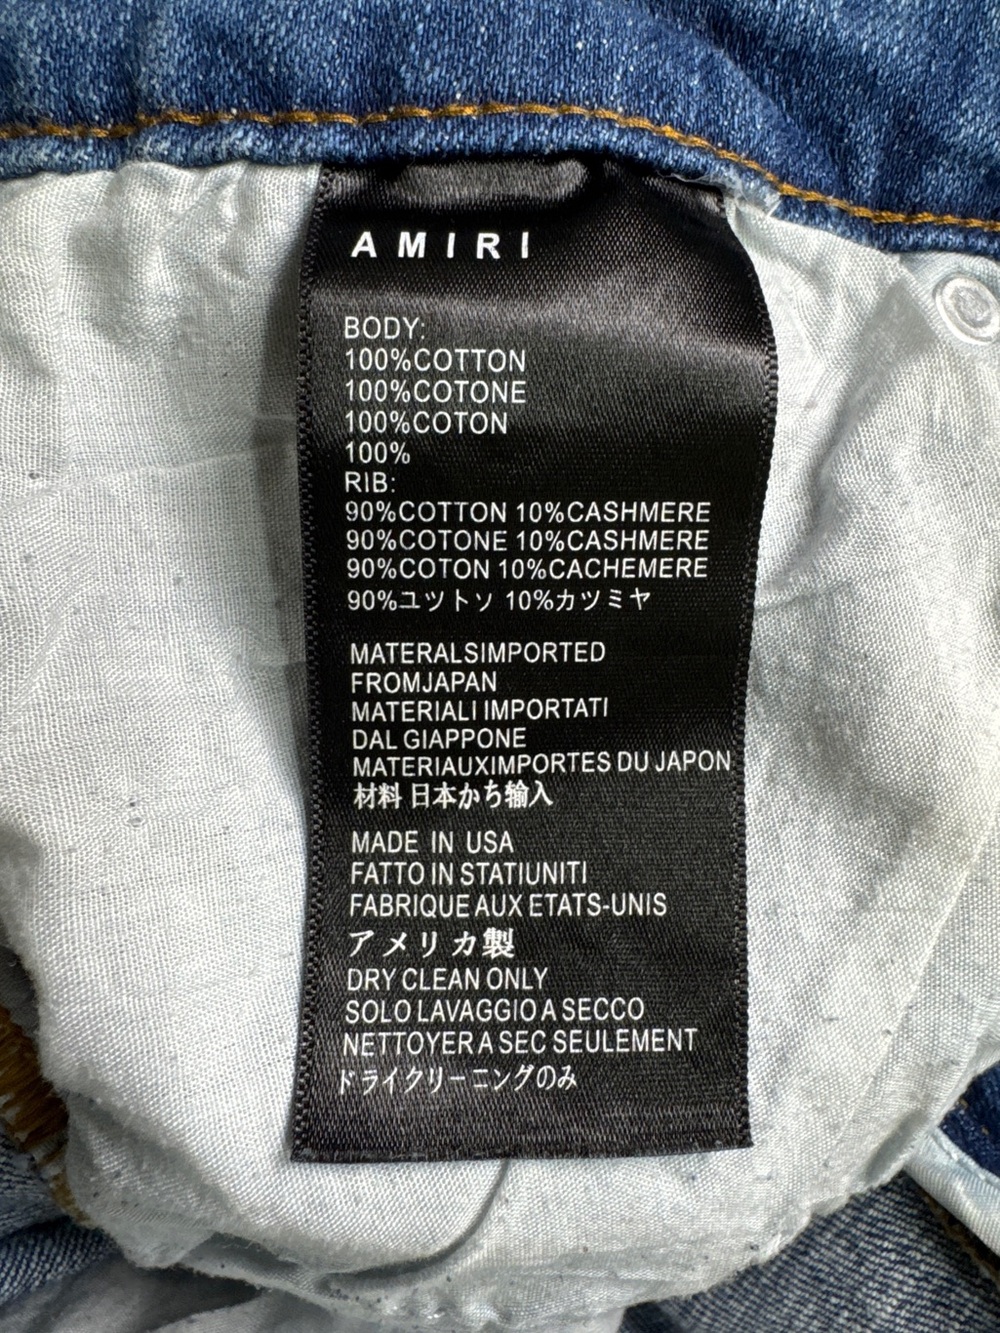 AMIRI
BODY:
100%COTTON
100%COTONE
100%COTON
100%
RIB:
90%COTTON 10%CASHMERE
90%COTONE 10%CASHMERE
90%COTON 10%CACHEMERE
90%ユツトソ 10%カツミヤ
MATERALSIMPORTED
FROMJAPAN
MATERIALI IMPORTATI
DAL GIAPPONE
MATERIAUXIMPORTES DU JAPON
材料 日本かち输入
MADE IN USA
FATTO IN STATIUNITI
FABRIQUE AUX ETATS-UNIS
アメリカ製
DRY CLEAN ONLY
SOLO LAVAGGIO A SECCO
NETTOYER A SEC SEULEMENT
ドライクリーニングのみ